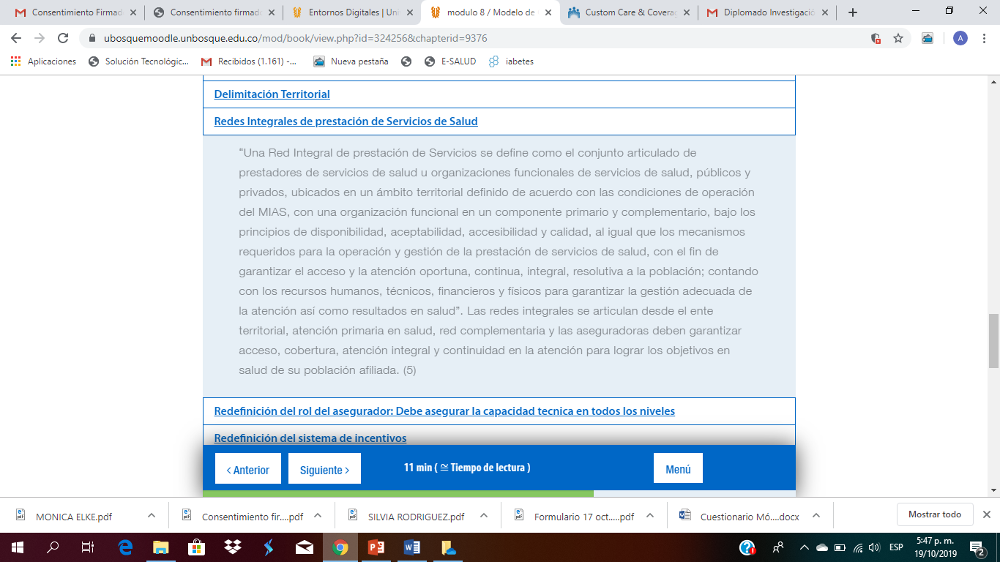 Consentimiento Firmad
Consentimiento firmado
Entornos Digitales | Uni
modulo 8 / Modelo de
Custom Care & Coverag
Diplomado Investigació
ubosquemoodle.unbosque.edu.co/mod/book/view.php?id=324256&chapterid=9376
A
Aplicaciones
Solución Tecnológic...
Recibidos (1.161) -...
Nueva pestaña
E-SALUD
iabetes
Delimitación Territorial
Redes Integrales de prestación de Servicios de Salud
“Una Red Integral de prestación de Servicios se define como el conjunto articulado de
prestadores de servicios de salud u organizaciones funcionales de servicios de salud, públicos y
privados, ubicados en un ámbito territorial definido de acuerdo con las condiciones de operación
del MIAS, con una organización funcional en un componente primario y complementario, bajo los
principios de disponibilidad, aceptabilidad, accesibilidad y calidad, al igual que los mecanismos
requeridos para la operación y gestión de la prestación de servicios de salud, con el fin de
garantizar el acceso y la atención oportuna, continua, integral, resolutiva a la población; contando
con los recursos humanos, técnicos, financieros y físicos para garantizar la gestión adecuada de
la atención así como resultados en salud”. Las redes integrales se articulan desde el ente
territorial, atención primaria en salud, red complementaria y las aseguradoras deben garantizar
acceso, cobertura, atención integral y continuidad en la atención para lograr los objetivos en
salud de su población afiliada. (5)
Redefinición del rol del asegurador: Debe asegurar la capacidad tecnica en todos los niveles
Redefinición del sistema de incentivos
< Anterior
Siguiente >
11 min ( ≅ Tiempo de lectura )
Menú
MONICA ELKE.pdf
Consentimiento fir....pdf
SILVIA RODRIGUEZ.pdf
Formulario 17 oct.....pdf
Cuestionario Mó....docx
Mostrar todo
ESP
5:47 p. m.
19/10/2019
2